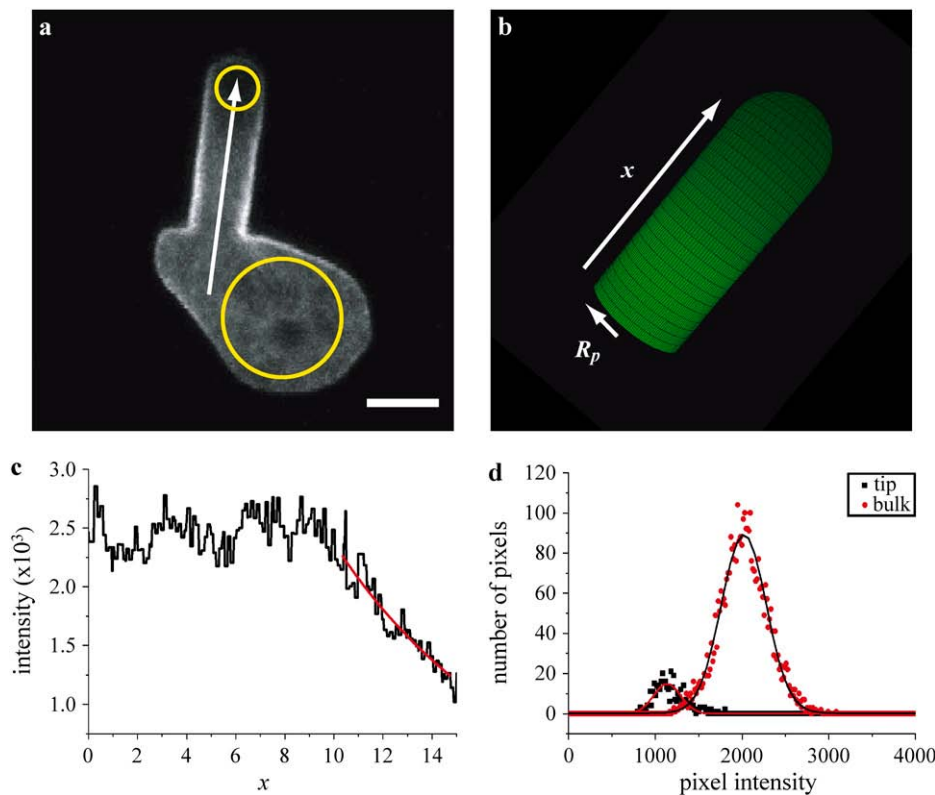 a
b
x
R_p
c
3.0
2.5
2.0
1.5
1.0
intensity (x10³)
0 2 4 6 8 10 12 14
x
d
120
100
80
60
40
20
0
number of pixels
tip
bulk
0 1000 2000 3000 4000
pixel intensity